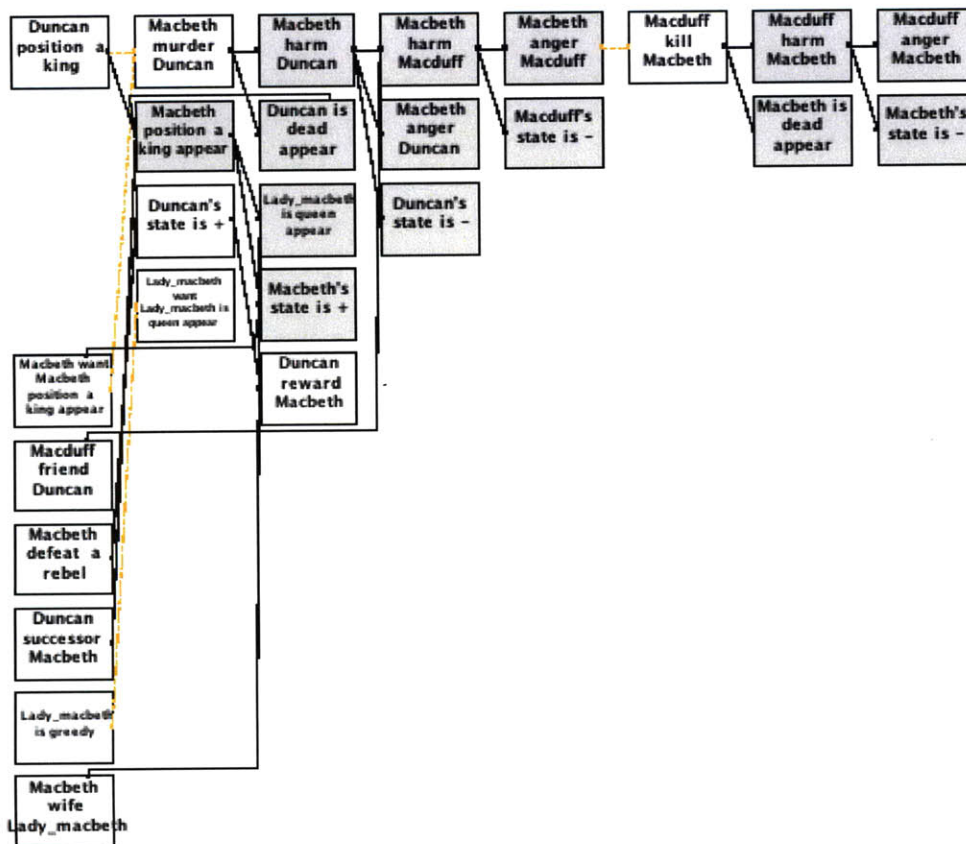 Duncan
position a
king
Macbeth
murder
Duncan
Macbeth
harm
Duncan
Macbeth
harm
Macduff
Macbeth
anger
Macduff
Macduff
kill
Macbeth
Macduff
harm
Macbeth
Macduff
anger
Macbeth
Macbeth
position a
king appear
Duncan is
dead
appear
Macbeth
anger
Duncan
Macduff's
state is -
Macbeth is
dead
appear
Macbeth's
state is -
Duncan's
state is +
Lady_macbeth
is queen
appear
Duncan's
state is -
Lady_macbeth
want
Lady_macbeth is
queen appear
Macbeth's
state is +
Macbeth want
Macbeth
position a
king appear
Duncan
reward
Macbeth
Macduff
friend
Duncan
Macbeth
defeat a
rebel
Duncan
successor
Macbeth
Lady_macbeth
is greedy
Macbeth
wife
Lady_macbeth